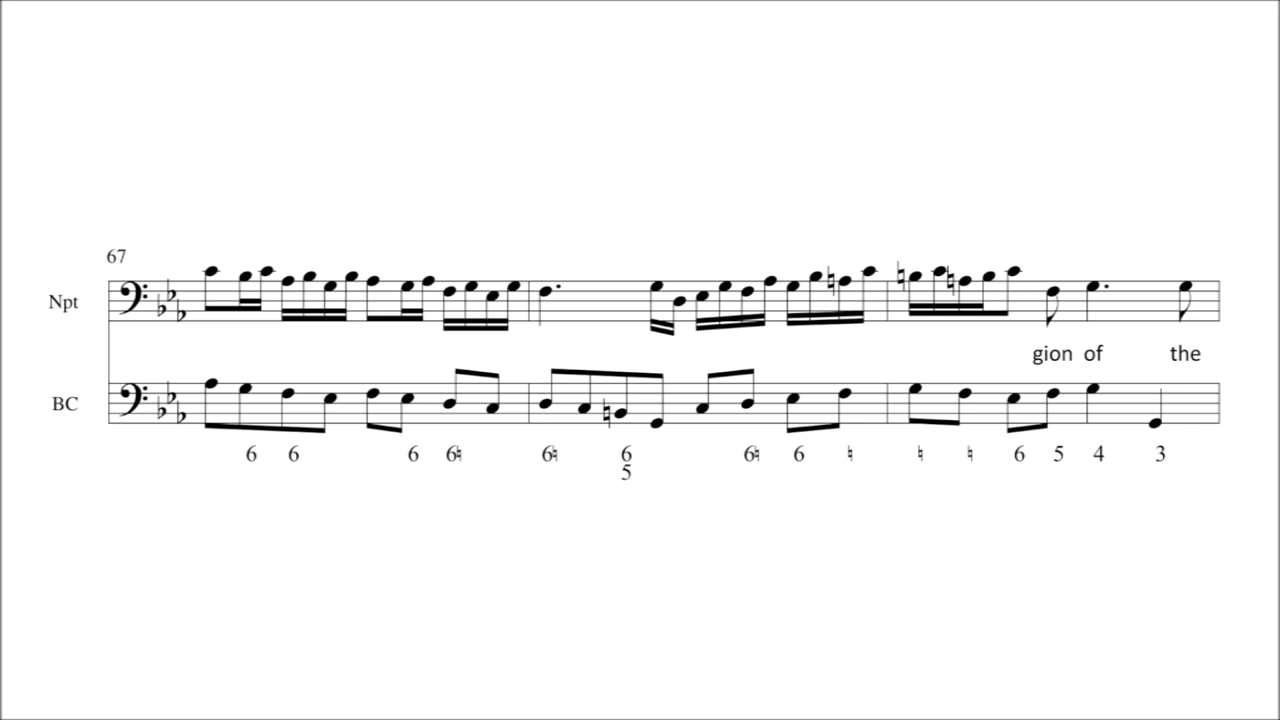 67
Npt
gion of the
BC
6 6 6 6♮ 6♮ 6 6♮ 6 ♮ ♮ ♮ 6 5 4 3
5